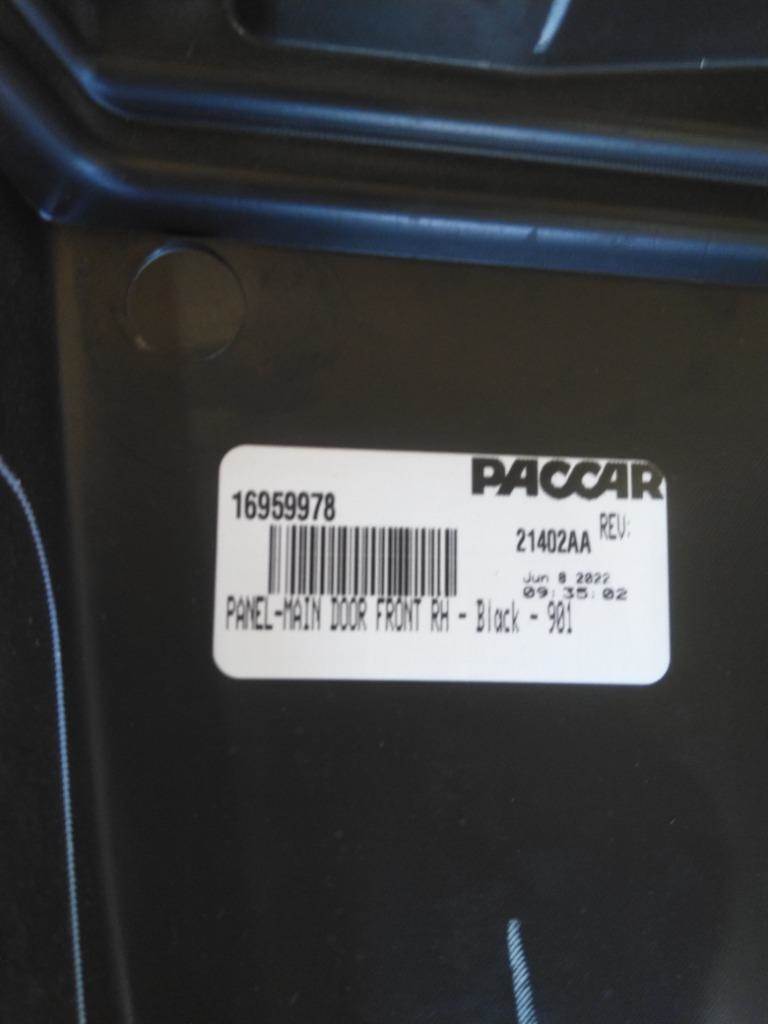 PACCAR
16959978
REV:
21402AA
Jun 8 2022
09:35:02
PANEL-MAIN DOOR FRONT RH - Black - 901